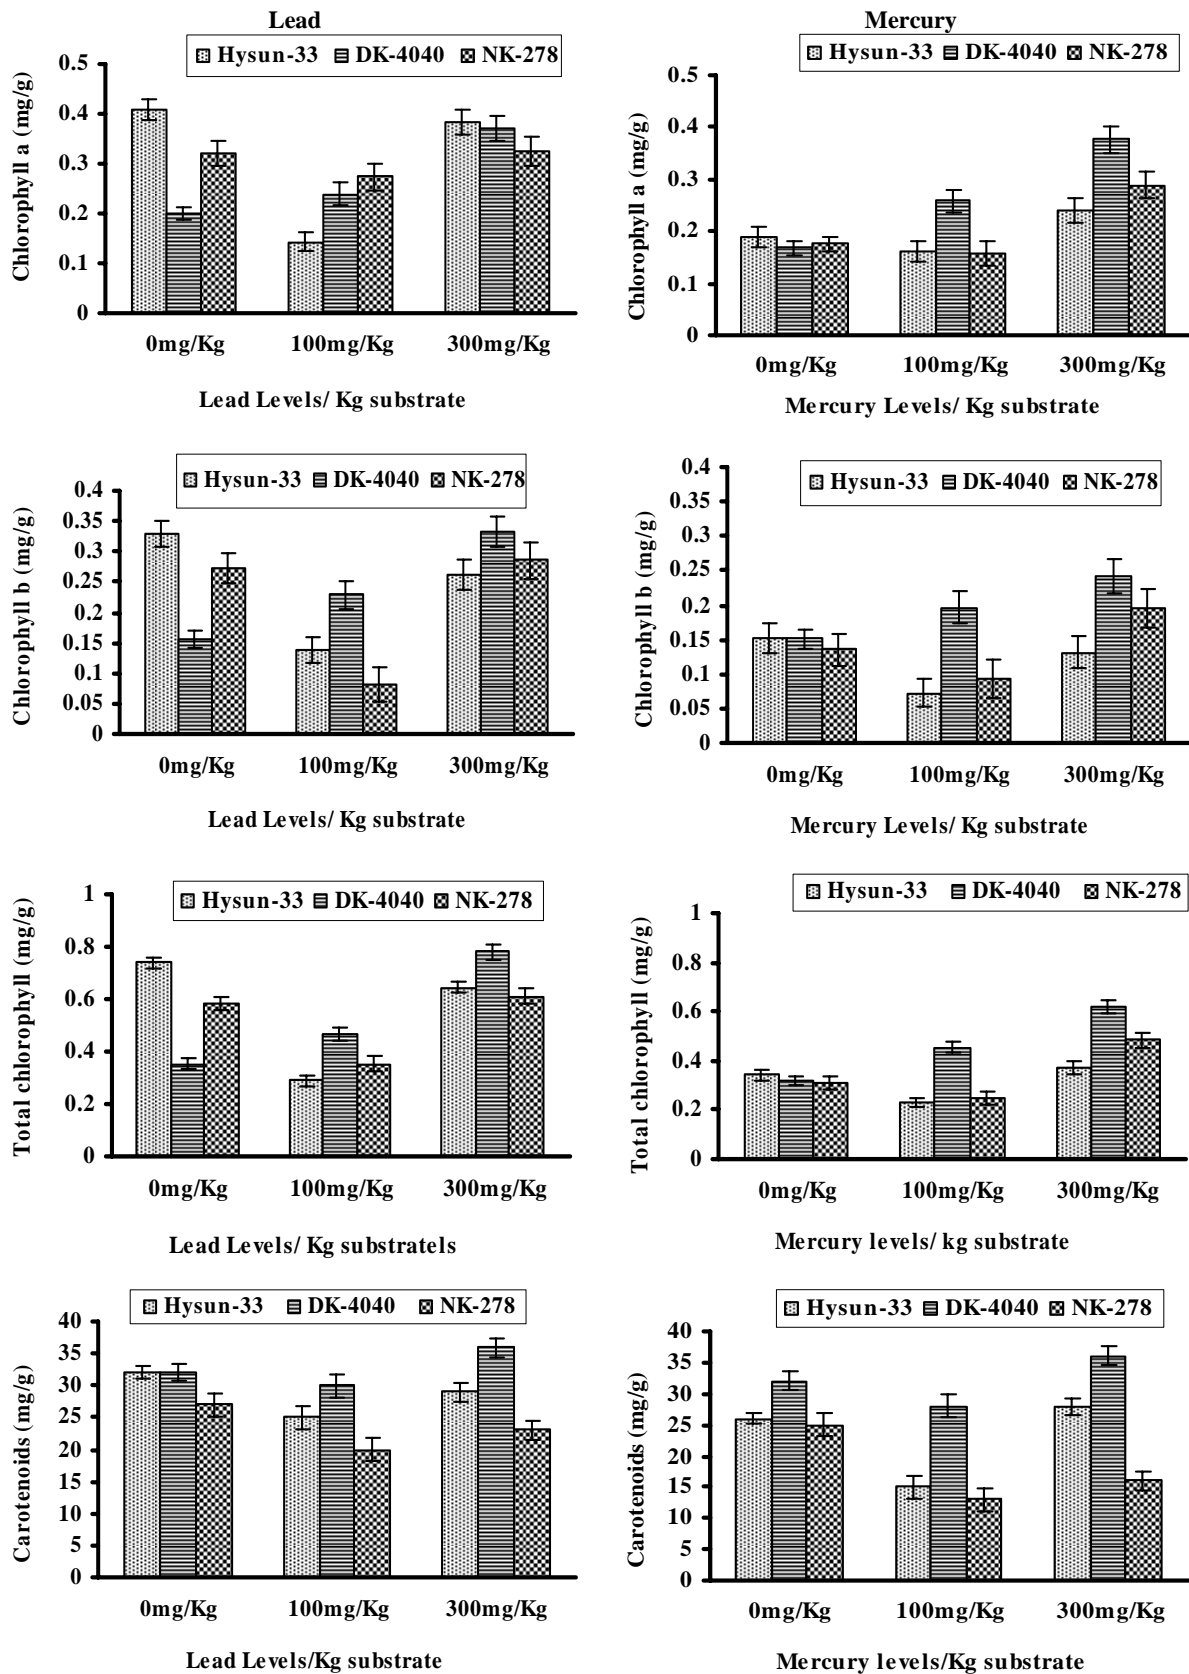 Lead
Hysun-33 DK-4040 NK-278
Chlorophyll a (mg/g)
0.5
0.4
0.3
0.2
0.1
0
0mg/Kg 100mg/Kg 300mg/Kg
Lead Levels/ Kg substrate
Mercury
Hysun-33 DK-4040 NK-278
Chlorophyll a (mg/g)
0.5
0.4
0.3
0.2
0.1
0
0mg/Kg 100mg/Kg 300mg/Kg
Mercury Levels/ Kg substrate
Hysun-33 DK-4040 NK-278
Chlorophyll b (mg/g)
0.4
0.35
0.3
0.25
0.2
0.15
0.1
0.05
0
0mg/Kg 100mg/Kg 300mg/Kg
Lead Levels/ Kg substrate
Hysun-33 DK-4040 NK-278
Chlorophyll b (mg/g)
0.4
0.35
0.3
0.25
0.2
0.15
0.1
0.05
0
0mg/Kg 100mg/Kg 300mg/Kg
Mercury Levels/ Kg substrate
Hysun-33 DK-4040 NK-278
Total chlorophyll (mg/g)
1
0.8
0.6
0.4
0.2
0
0mg/Kg 100mg/Kg 300mg/Kg
Lead Levels/ Kg substratels
Hysun-33 DK-4040 NK-278
Total chlorophyll (mg/g)
1
0.8
0.6
0.4
0.2
0
0mg/Kg 100mg/Kg 300mg/Kg
Mercury levels/ kg substrate
Hysun-33 DK-4040 NK-278
Carotenoids (mg/g)
40
35
30
25
20
15
10
5
0
0mg/Kg 100mg/Kg 300mg/Kg
Lead Levels/Kg substrate
Hysun-33 DK-4040 NK-278
Carotenoids (mg/g)
40
35
30
25
20
15
10
5
0
0mg/Kg 100mg/Kg 300mg/Kg
Mercury levels/Kg substrate